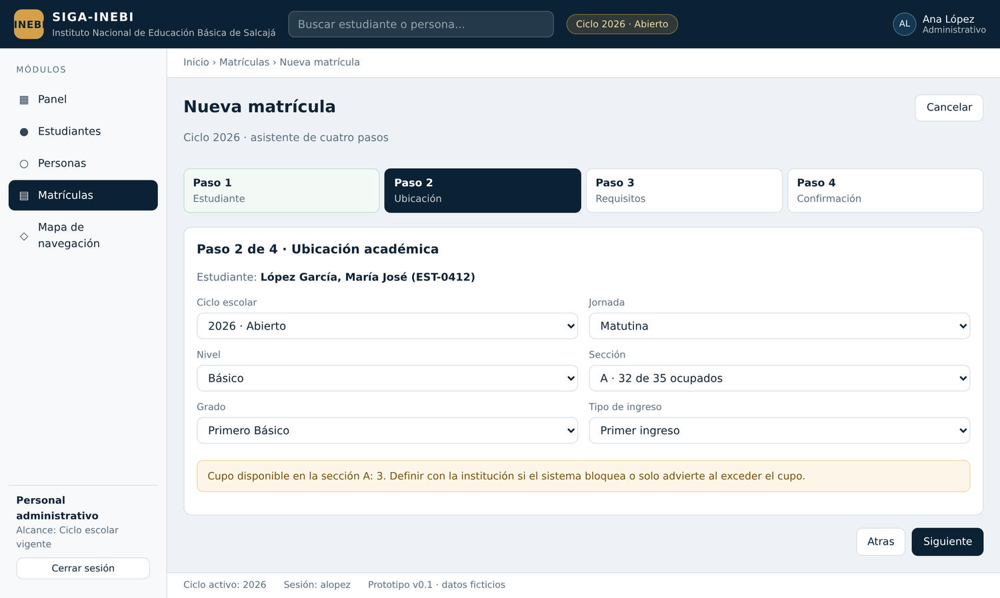 INEBI
SIGA-INEBI
Instituto Nacional de Educación Básica de Salcajá
Buscar estudiante o persona...
Ciclo 2026 · Abierto
AL
Ana López
Administrativo
MÓDULOS
Panel
Estudiantes
Personas
Matrículas
Mapa de
navegación
Personal
administrativo
Alcance: Ciclo escolar
vigente
Cerrar sesión
Inicio › Matrículas › Nueva matrícula
Nueva matrícula
Cancelar
Ciclo 2026 · asistente de cuatro pasos
Paso 1
Estudiante
Paso 2
Ubicación
Paso 3
Requisitos
Paso 4
Confirmación
Paso 2 de 4 · Ubicación académica
Estudiante: López García, María José (EST-0412)
Ciclo escolar
2026 · Abierto
Jornada
Matutina
Nivel
Básico
Sección
A · 32 de 35 ocupados
Grado
Primero Básico
Tipo de ingreso
Primer ingreso
Cupo disponible en la sección A: 3. Definir con la institución si el sistema bloquea o solo advierte al exceder el cupo.
Atras
Siguiente
Ciclo activo: 2026
Sesión: alopez
Prototipo v0.1 · datos ficticios